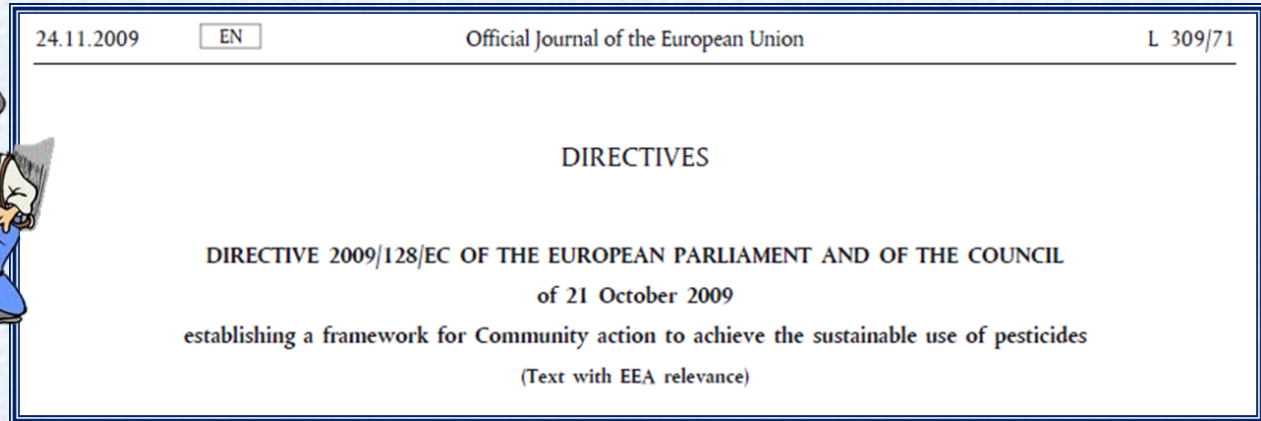 24.11.2009 EN Official Journal of the European Union L 309/71
DIRECTIVES
DIRECTIVE 2009/128/EC OF THE EUROPEAN PARLIAMENT AND OF THE COUNCIL
of 21 October 2009
establishing a framework for Community action to achieve the sustainable use of pesticides
(Text with EEA relevance)